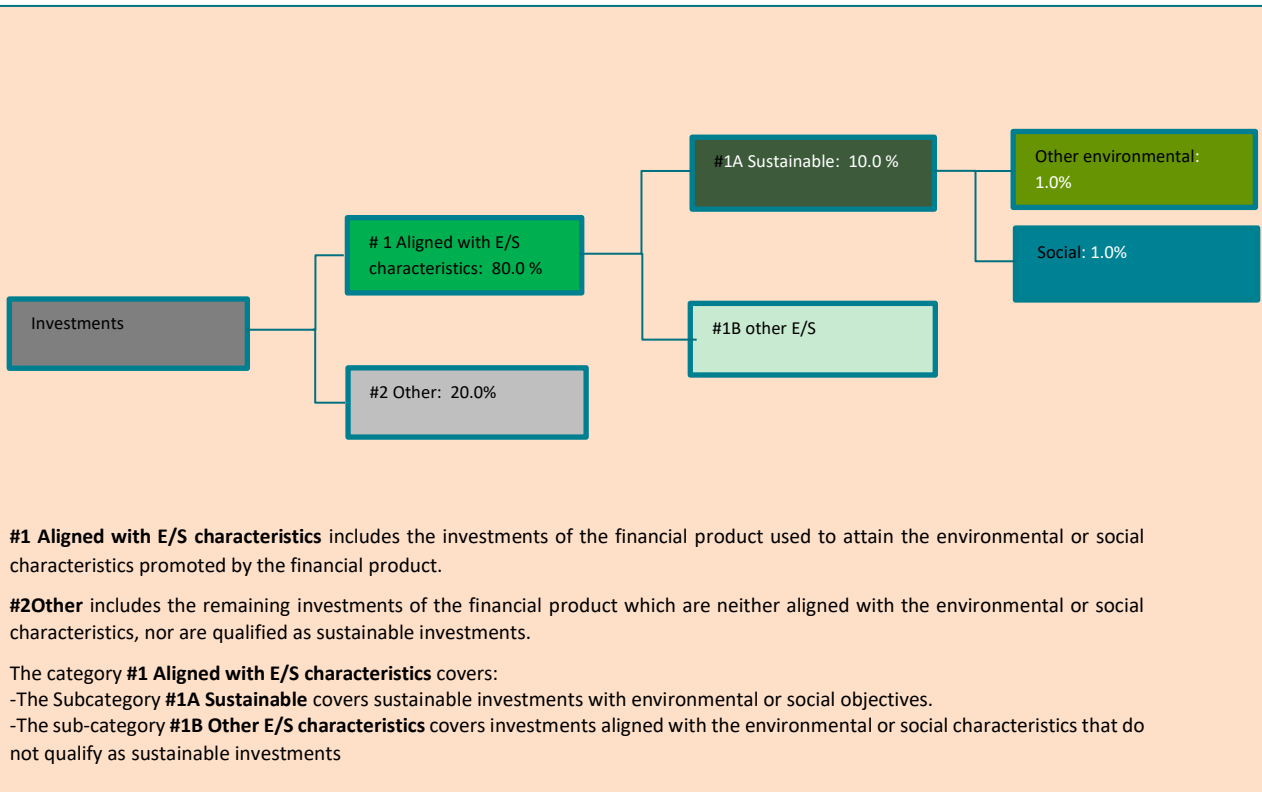 #1A Sustainable: 10.0 %
Other environmental:
1.0%
# 1 Aligned with E/S
characteristics: 80.0 %
Social: 1.0%
Investments
#1B other E/S
#2 Other: 20.0%
#1 Aligned with E/S characteristics includes the investments of the financial product used to attain the environmental or social
characteristics promoted by the financial product.
#2Other includes the remaining investments of the financial product which are neither aligned with the environmental or social
characteristics, nor are qualified as sustainable investments.
The category #1 Aligned with E/S characteristics covers:
-The Subcategory #1A Sustainable covers sustainable investments with environmental or social objectives.
-The sub-category #1B Other E/S characteristics covers investments aligned with the environmental or social characteristics that do
not qualify as sustainable investments